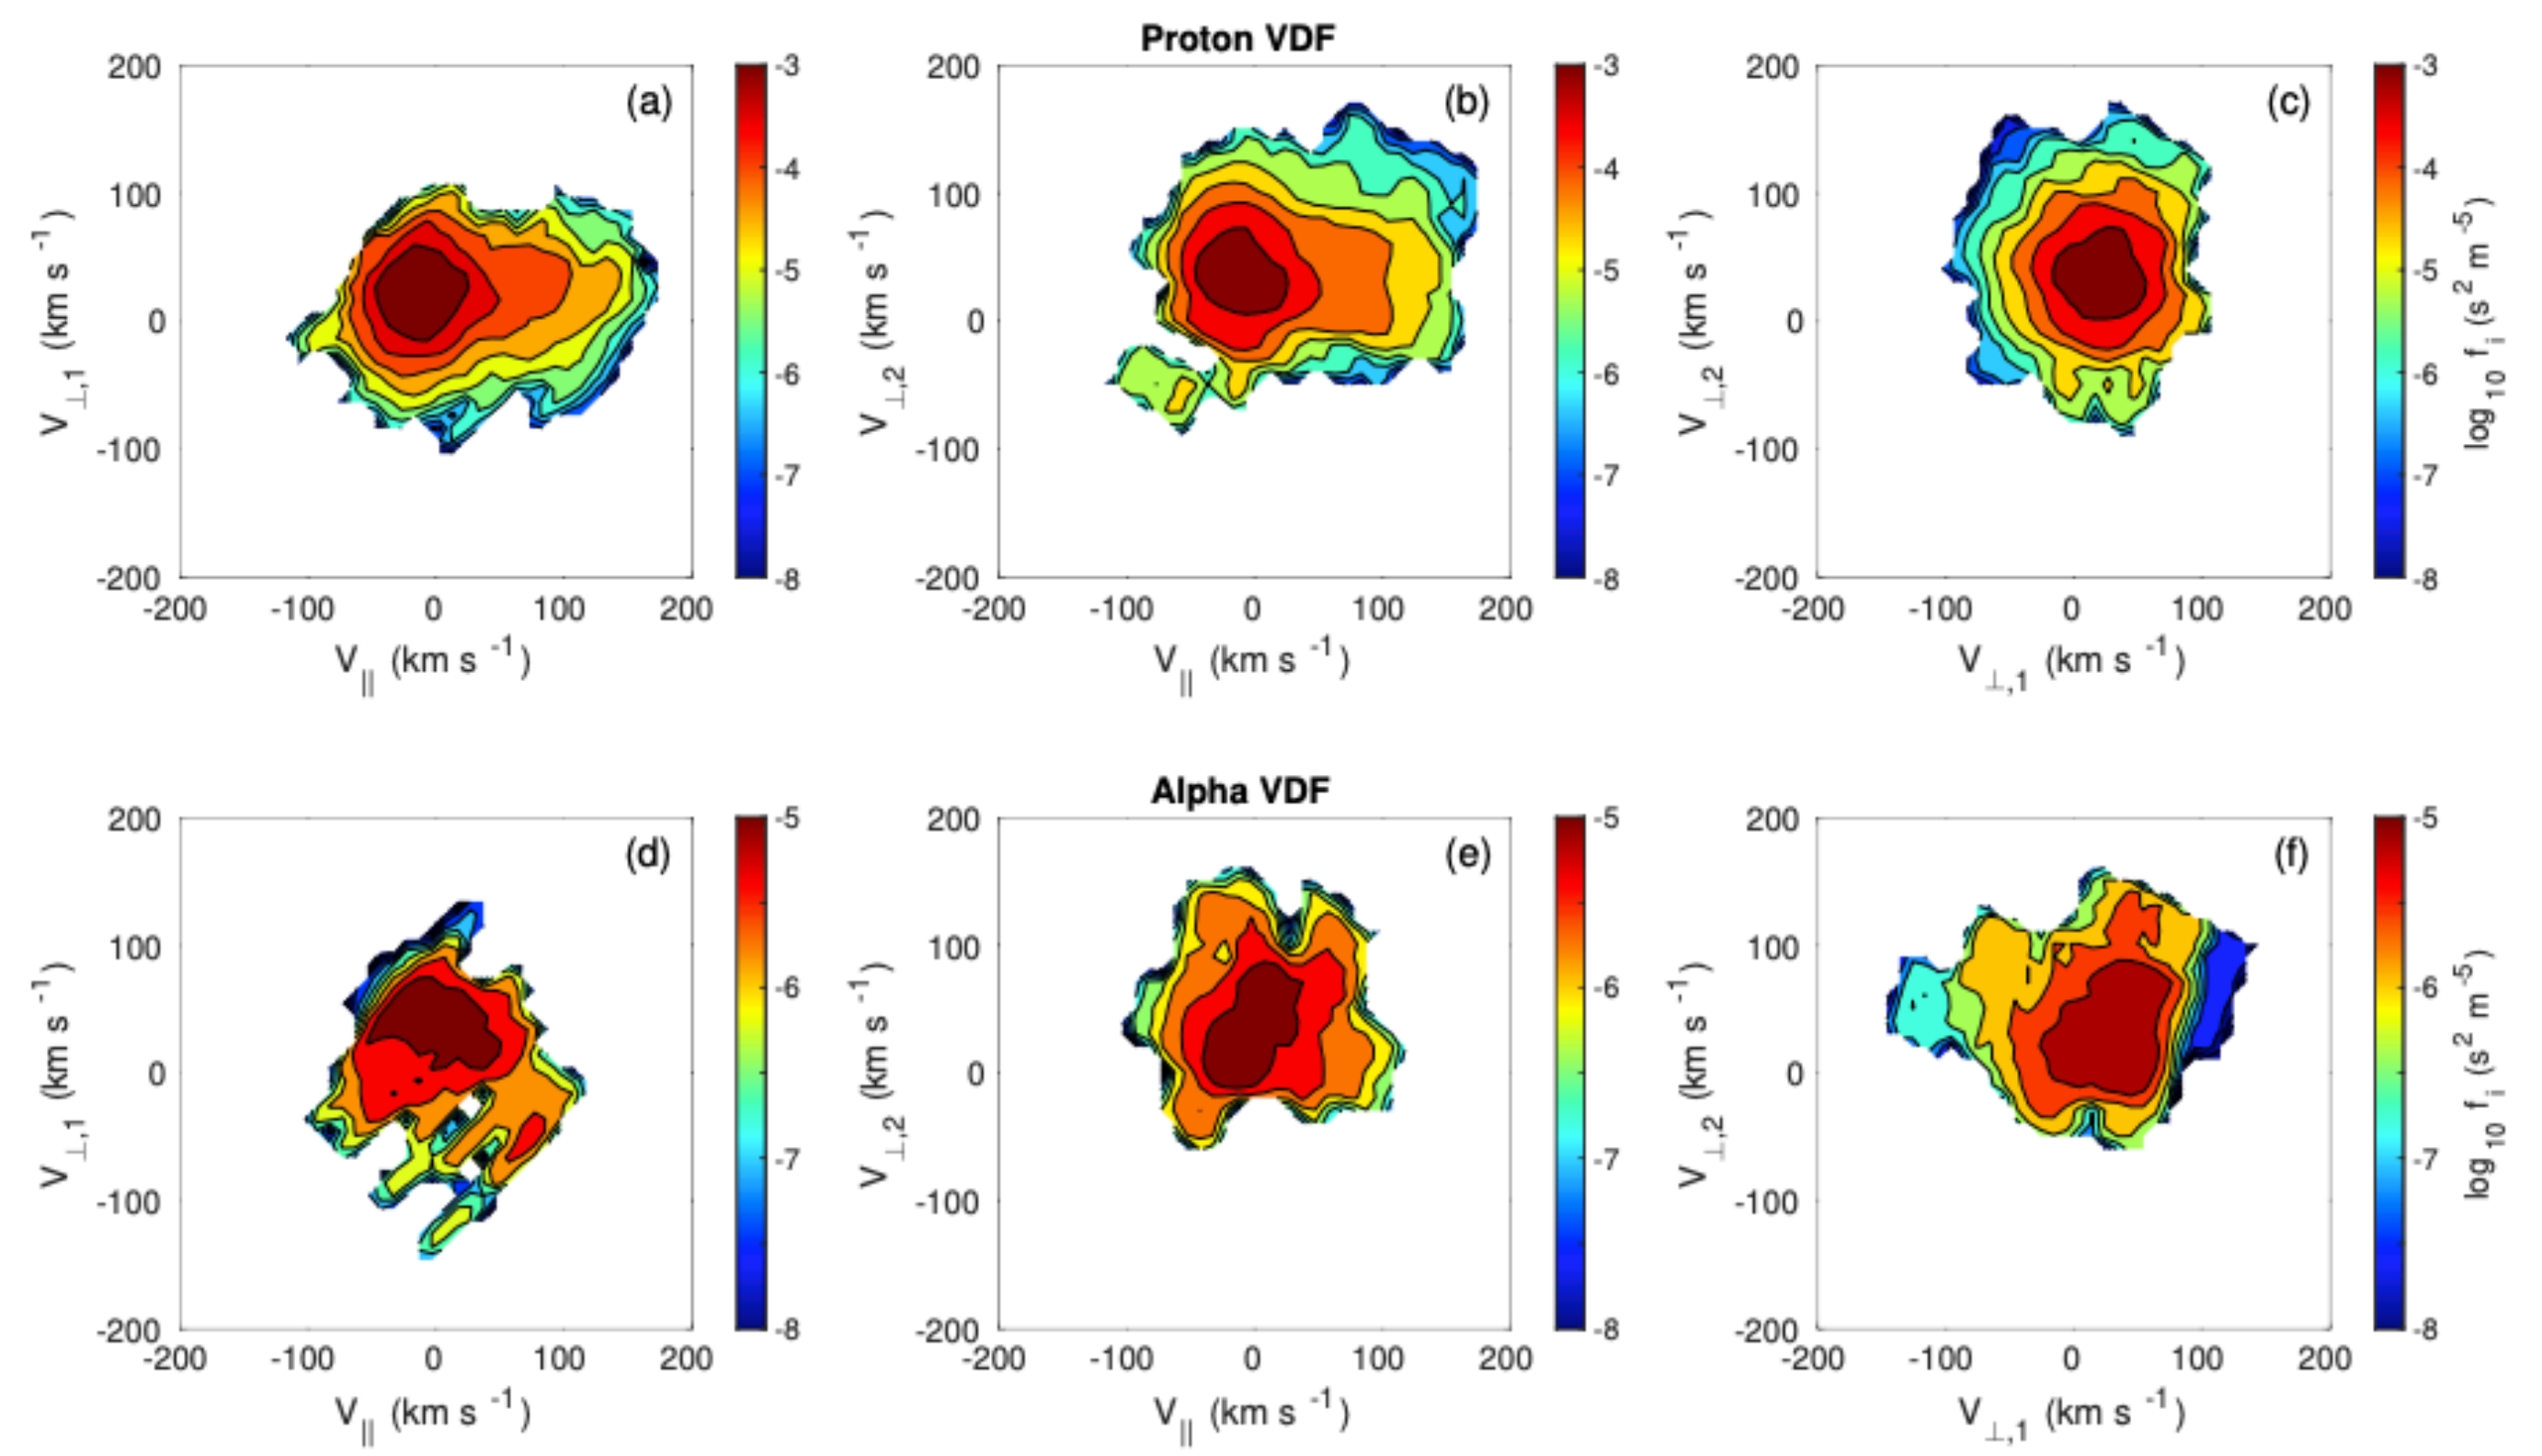 Proton VDF
200
100
0
-100
-200
-200 -100 0 100 200
V⊥,1 (km s -1)
V|| (km s -1)
(a)
-3
-4
-5
-6
-7
-8
200
100
0
-100
-200
-200 -100 0 100 200
V⊥,2 (km s -1)
V|| (km s -1)
(b)
-3
-4
-5
-6
-7
-8
200
100
0
-100
-200
-200 -100 0 100 200
V⊥,2 (km s -1)
V⊥,1 (km s -1)
(c)
-3
-4
-5
-6
-7
-8
log10 fi (s2 m-5)
Alpha VDF
200
100
0
-100
-200
-200 -100 0 100 200
V⊥,1 (km s -1)
V|| (km s -1)
(d)
-5
-6
-7
-8
200
100
0
-100
-200
-200 -100 0 100 200
V⊥,2 (km s -1)
V|| (km s -1)
(e)
-5
-6
-7
-8
200
100
0
-100
-200
-200 -100 0 100 200
V⊥,2 (km s -1)
V⊥,1 (km s -1)
(f)
-5
-6
-7
-8
log10 fi (s2 m-5)